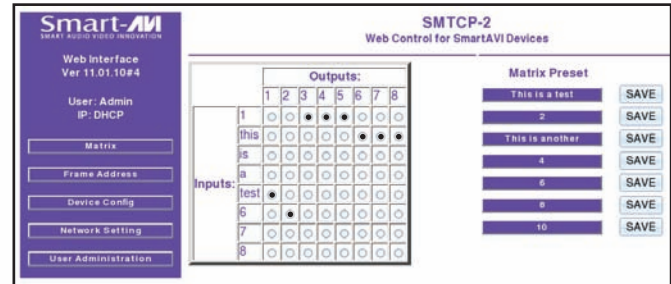 Smart-AVI
SMART AUDIO VIDEO INNOVATION
Web Interface
Ver 11.01.10#4
User: Admin
IP: DHCP
Matrix
Frame Address
Device Config
Network Setting
User Administration
SMTCP-2
Web Control for SmartAVI Devices
Outputs:
1 2 3 4 5 6 7 8
Inputs:
1
this
is
a
test
6
7
8
Matrix Preset
This is a test SAVE
2 SAVE
This is another SAVE
4 SAVE
6 SAVE
8 SAVE
10 SAVE